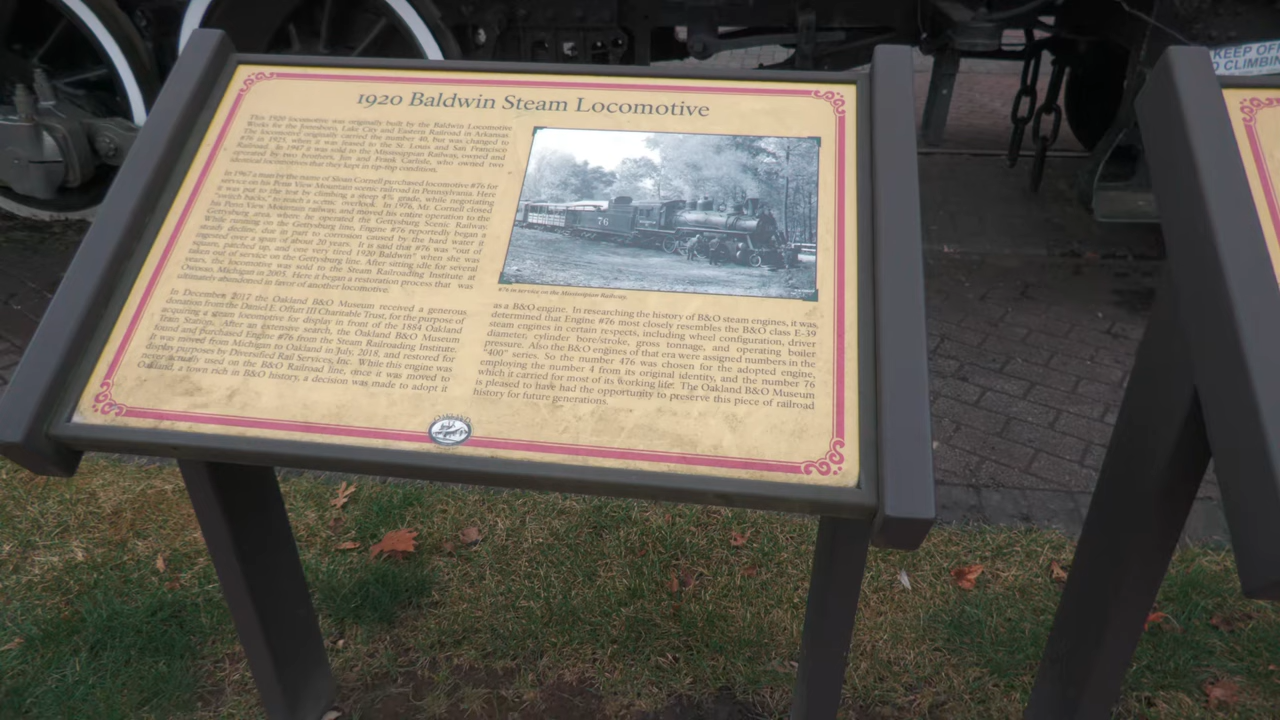 1920 Baldwin Steam Locomotive
This 1920 locomotive was originally built by the Baldwin Locomotive
Works for the Jonesboro, Lake City and Eastern Railroad in Arkansas.
The locomotive originally carried the number 40, but was changed to
#76 in 1925, when it was leased to the St. Louis and San Francisco
Railroad. In 1947 it was sold to the Mississippian Railway, owned and
operated by two brothers, Jim and Frank Carlisle, who owned two
identical locomotives that they kept in tip-top condition.
In 1967 a man by the name of Sloan Cornell purchased locomotive #76 for
service on his Penn View Mountain scenic railroad in Pennsylvania. Here
it was put to the test by climbing a steep 4% grade, while negotiating
"switch backs," to reach a scenic overlook. In 1976, Mr. Cornell closed
his Penn View Mountain railway, and moved his entire operation to the
Gettysburg area, where he operated the Gettysburg Scenic Railway.
While running on the Gettysburg line, Engine #76 reportedly began a
steady decline, due in part to corrosion caused by the hard water it
ingested over a span of about 20 years. It is said that #76 was "out of
square, patched up, and one very tired 1920 Baldwin" when she was
taken out of service on the Gettysburg line. After sitting idle for several
years, the locomotive was sold to the Steam Railroading Institute at
Owosso, Michigan in 2005. Here it began a restoration process that was
ultimately abandoned in favor of another locomotive.
In December, 2017 the Oakland B&O Museum received a generous
donation from the Daniel E. Offutt III Charitable Trust, for the purpose of
acquiring a steam locomotive for display in front of the 1884 Oakland
Train Station. After an extensive search, the Oakland B&O Museum
found and purchased Engine #76 from the Steam Railroading Institute.
It was moved from Michigan to Oakland in July, 2018, and restored for
display purposes by Diversified Rail Services, Inc. While this engine was
never actually used on the B&O Railroad line, once it was moved to
Oakland, a town rich in B&O history, a decision was made to adopt it
76
#76 in service on the Mississippian Railway.
as a B&O engine. In researching the history of B&O steam engines, it was
determined that Engine #76 most closely resembles the B&O class E-39
steam engines in certain respects, including wheel configuration, driver
diameter, cylinder bore/stroke, gross tonnage, and operating boiler
pressure. Also the B&O engines of that era were assigned numbers in the
"400" series. So the number 476 was chosen for the adopted engine,
employing the number 4 from its original identity, and the number 76
which it carried for most of its working life. The Oakland B&O Museum
is pleased to have had the opportunity to preserve this piece of railroad
history for future generations.
KEEP OFF
CLIMBIN